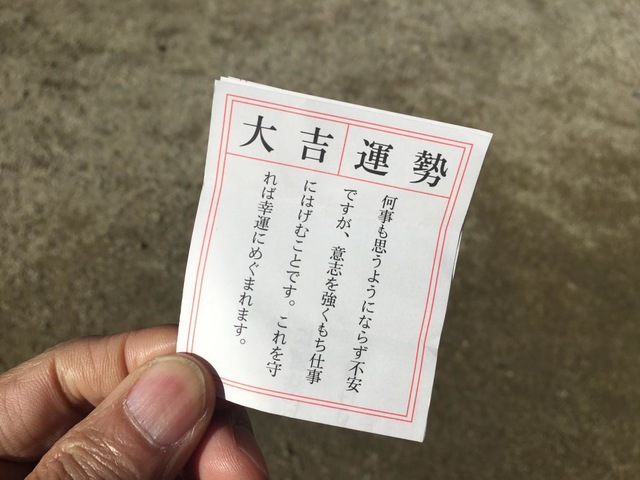 大吉運勢
何事も思うようにならず不安
ですが、意志を強くもち仕事
にはげむことです。これを守
れば幸運にめぐまれます。